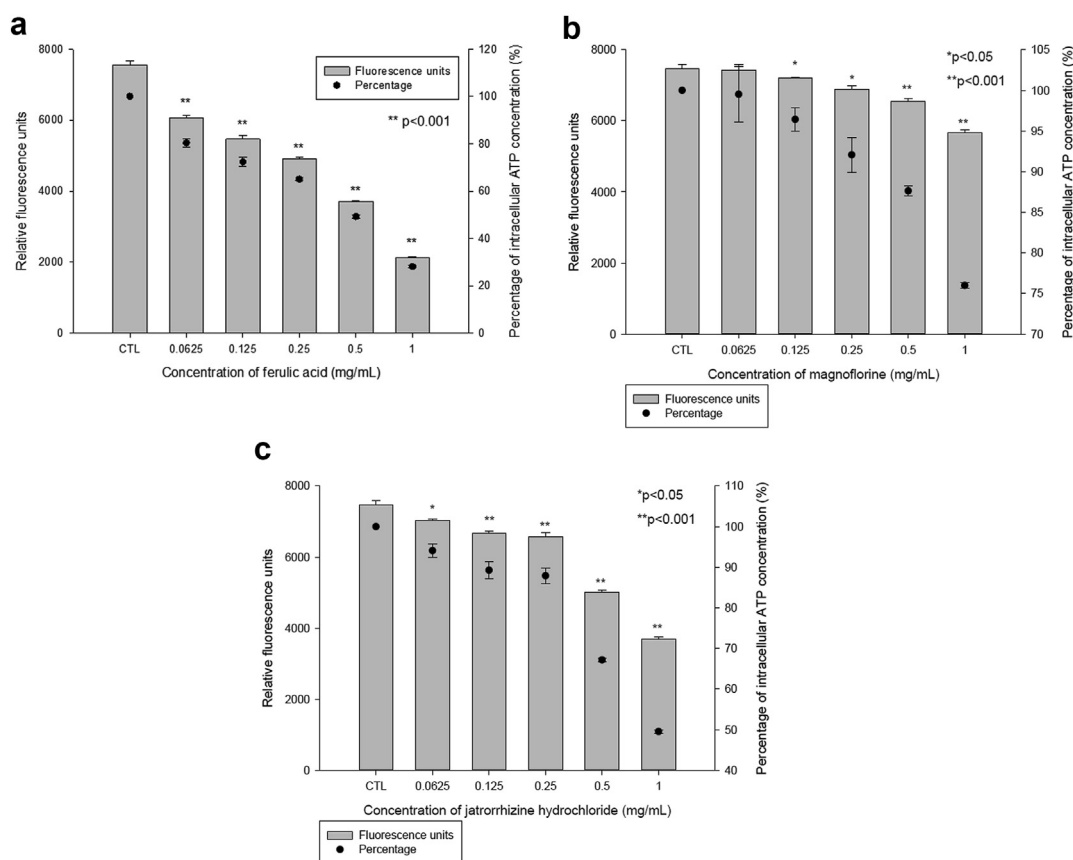 a
8000
6000
4000
2000
0
Relative fluorescence units
120
100
80
60
40
20
0
Percentage of intracellular ATP concentration (%)
Fluorescence units
Percentage
** p<0.001
**
**
**
**
**
CTL 0.0625 0.125 0.25 0.5 1
Concentration of ferulic acid (mg/mL)
b
8000
6000
4000
2000
0
Relative fluorescence units
105
100
95
90
85
80
75
70
Percentage of intracellular ATP concentration (%)
*p<0.05
**p<0.001
*
*
**
**
CTL 0.0625 0.125 0.25 0.5 1
Concentration of magnoflorine (mg/mL)
Fluorescence units
Percentage
c
8000
6000
4000
2000
0
Relative fluorescence units
110
100
90
80
70
60
50
40
Percentage of intracellular ATP concentration (%)
*p<0.05
**p<0.001
*
**
**
**
**
CTL 0.0625 0.125 0.25 0.5 1
Concentration of jatrorrhizine hydrochloride (mg/mL)
Fluorescence units
Percentage